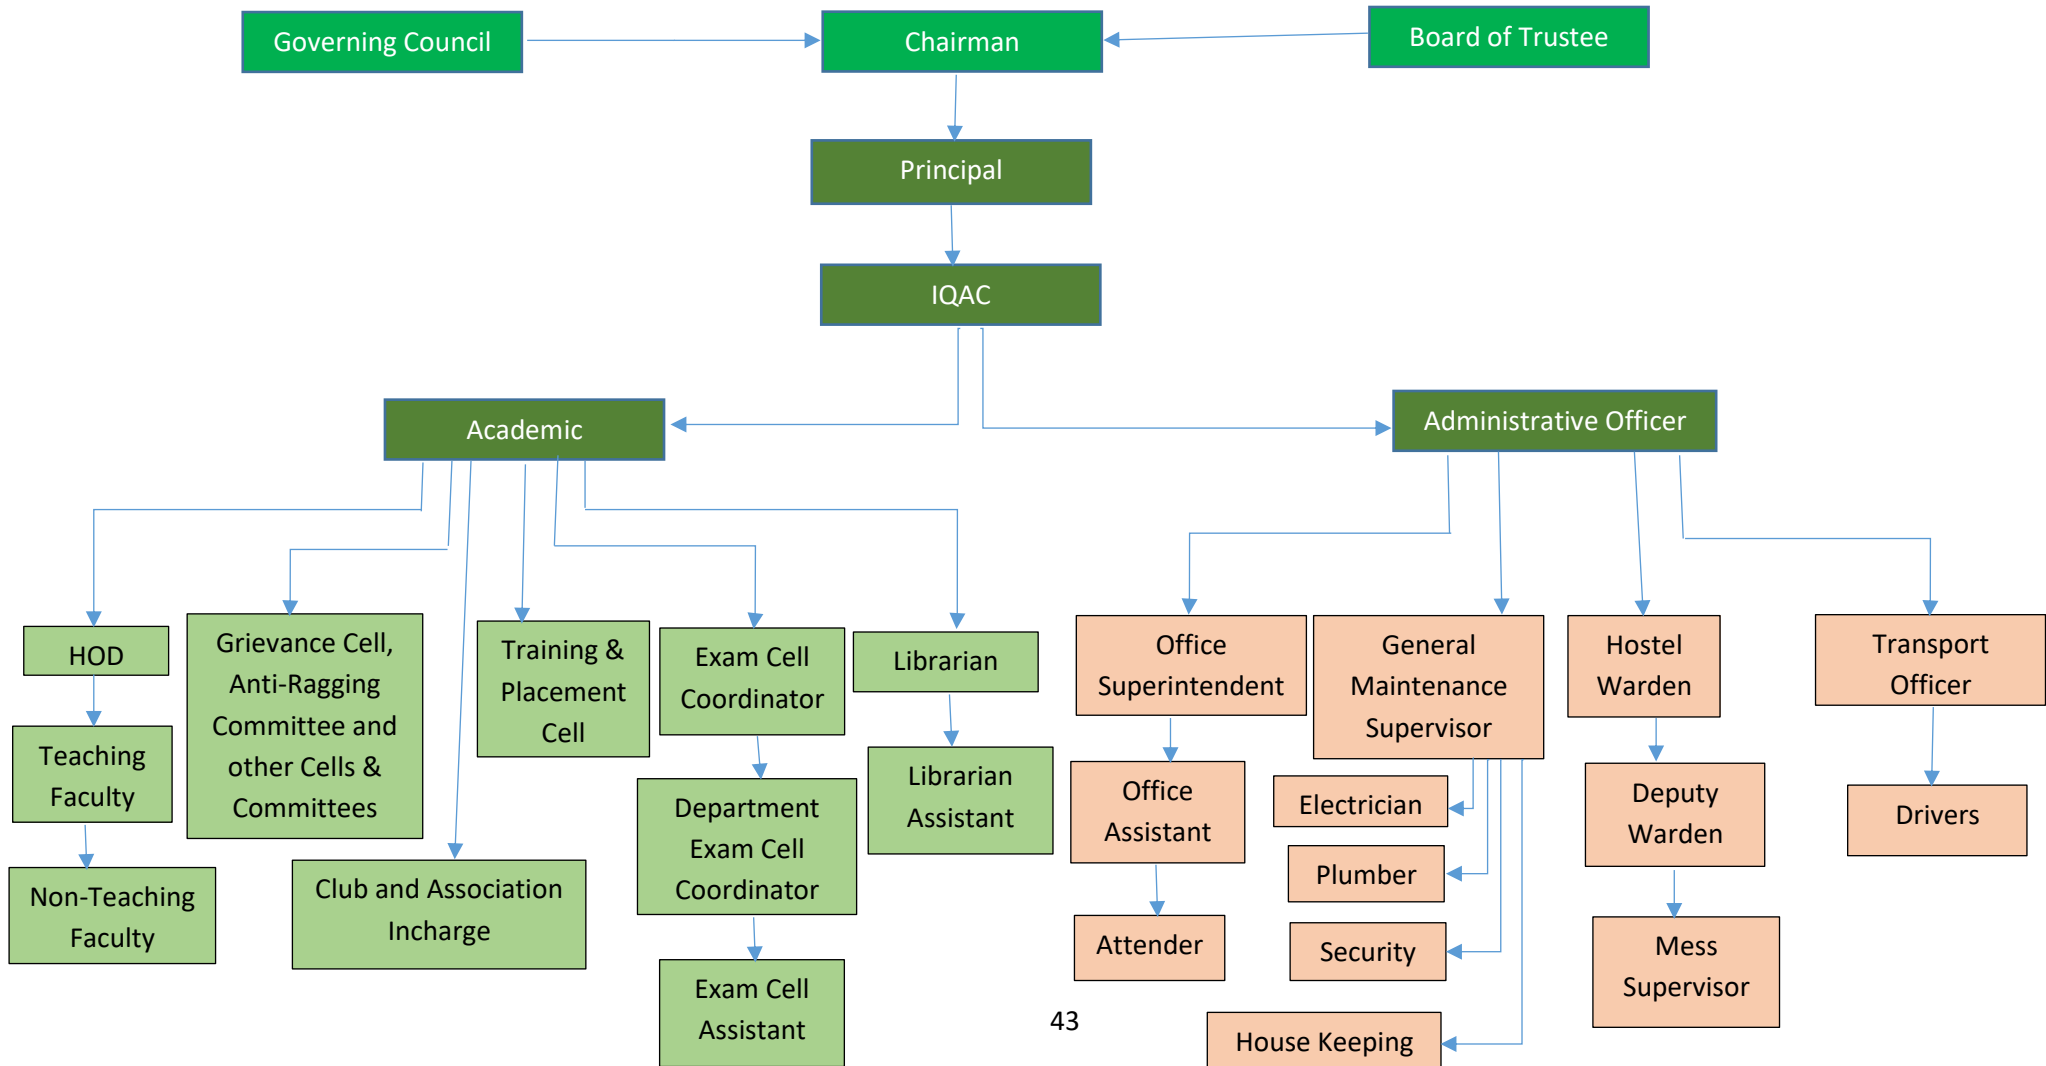 Governing Council
Chairman
Board of Trustee
Principal
IQAC
Academic
Administrative Officer
HOD
Teaching
Faculty
Non-Teaching
Faculty
Grievance Cell,
Anti-Ragging
Committee and
other Cells &
Committees
Club and Association
Incharge
Training &
Placement
Cell
Exam Cell
Coordinator
Department
Exam Cell
Coordinator
Exam Cell
Assistant
Librarian
Librarian
Assistant
Office
Superintendent
Office
Assistant
Attender
General
Maintenance
Supervisor
Electrician
Plumber
Security
House Keeping
Hostel
Warden
Deputy
Warden
Mess
Supervisor
Transport
Officer
Drivers
43